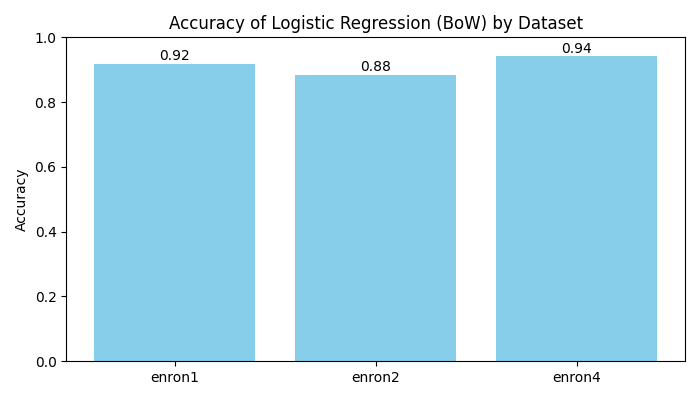 Accuracy of Logistic Regression (BoW) by Dataset
1.0
0.8
0.6
0.4
0.2
0.0
Accuracy
0.92
0.88
0.94
enron1
enron2
enron4